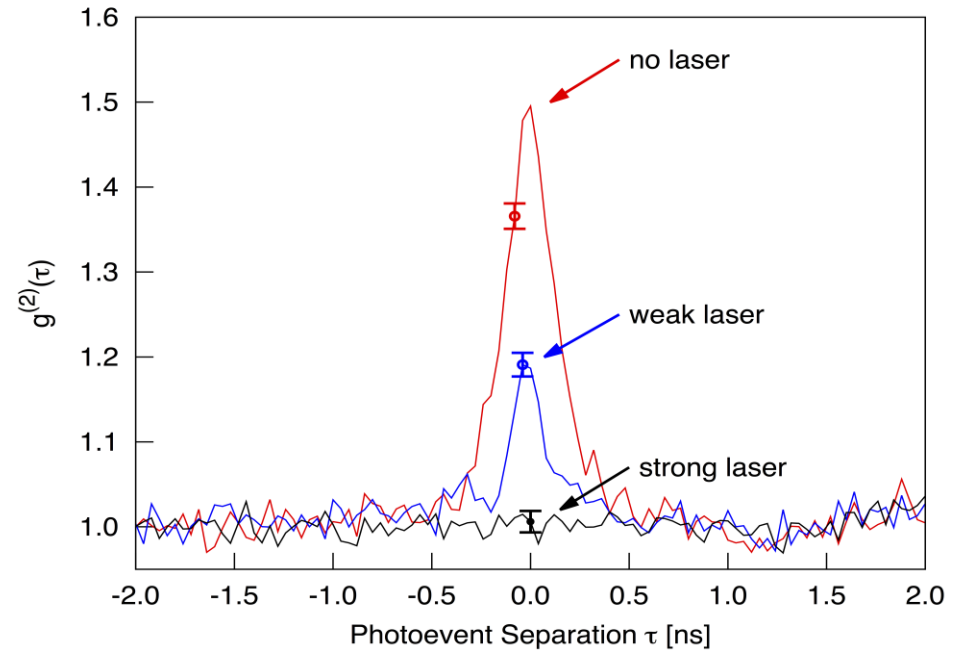 1.6
1.5
1.4
1.3
1.2
1.1
1.0
g(2)(τ)
no laser
weak laser
strong laser
-2.0 -1.5 -1.0 -0.5 0.0 0.5 1.0 1.5 2.0
Photoevent Separation τ [ns]